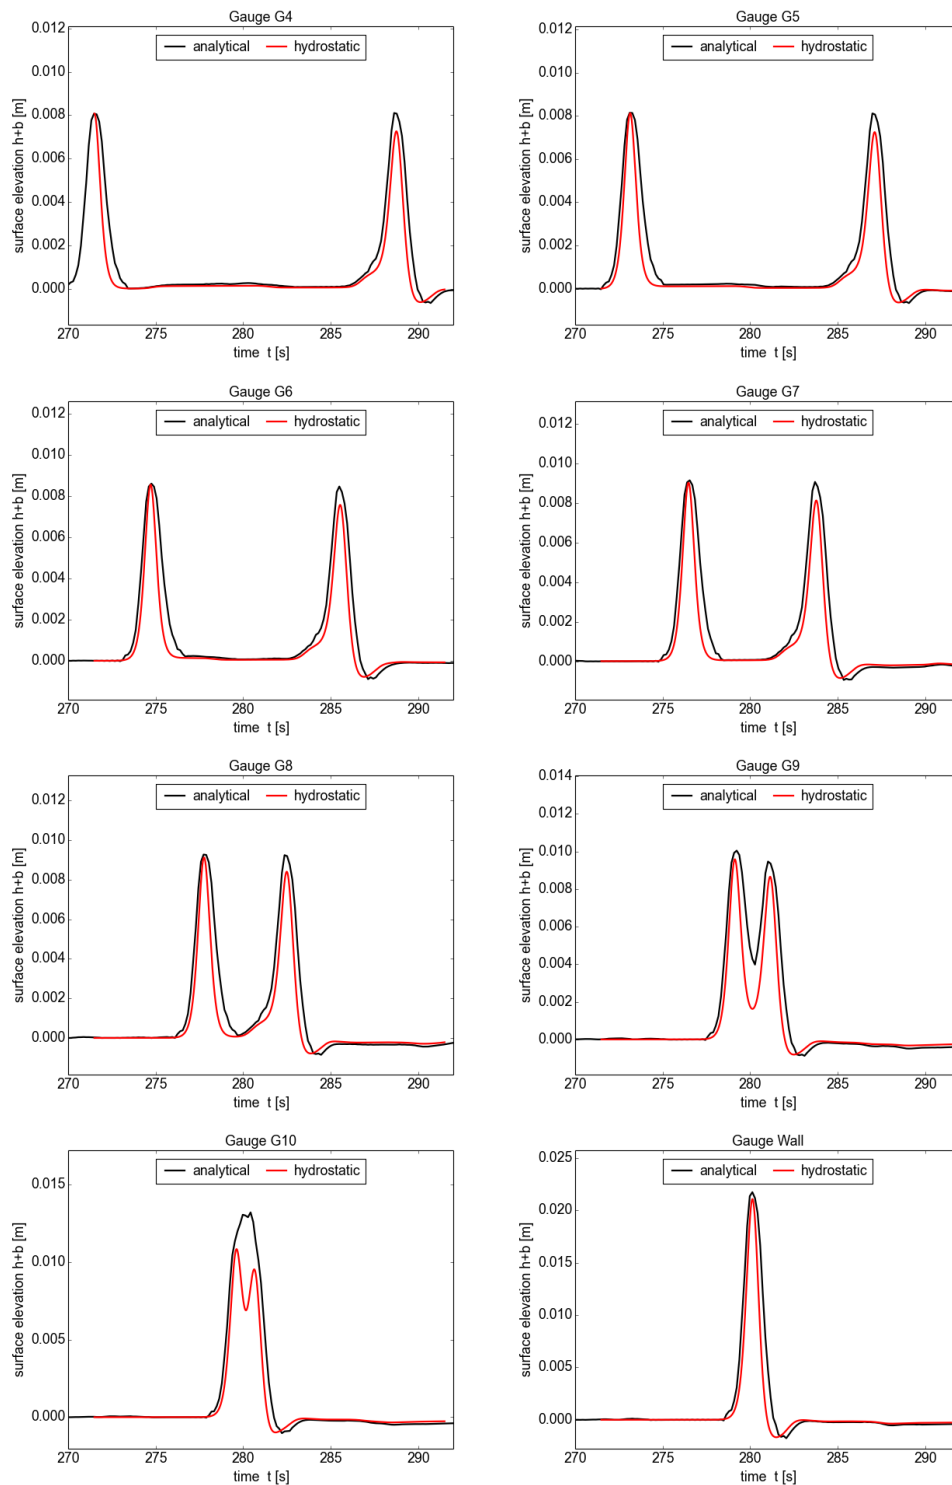 Gauge G4
analytical hydrostatic
surface elevation h+b [m]
0.012
0.010
0.008
0.006
0.004
0.002
0.000
270 275 280 285 290
time t [s]
Gauge G5
analytical hydrostatic
surface elevation h+b [m]
0.012
0.010
0.008
0.006
0.004
0.002
0.000
270 275 280 285 290
time t [s]
Gauge G6
analytical hydrostatic
surface elevation h+b [m]
0.012
0.010
0.008
0.006
0.004
0.002
0.000
270 275 280 285 290
time t [s]
Gauge G7
analytical hydrostatic
surface elevation h+b [m]
0.012
0.010
0.008
0.006
0.004
0.002
0.000
270 275 280 285 290
time t [s]
Gauge G8
analytical hydrostatic
surface elevation h+b [m]
0.012
0.010
0.008
0.006
0.004
0.002
0.000
270 275 280 285 290
time t [s]
Gauge G9
analytical hydrostatic
surface elevation h+b [m]
0.014
0.012
0.010
0.008
0.006
0.004
0.002
0.000
270 275 280 285 290
time t [s]
Gauge G10
analytical hydrostatic
surface elevation h+b [m]
0.015
0.010
0.005
0.000
270 275 280 285 290
time t [s]
Gauge Wall
analytical hydrostatic
surface elevation h+b [m]
0.025
0.020
0.015
0.010
0.005
0.000
270 275 280 285 290
time t [s]